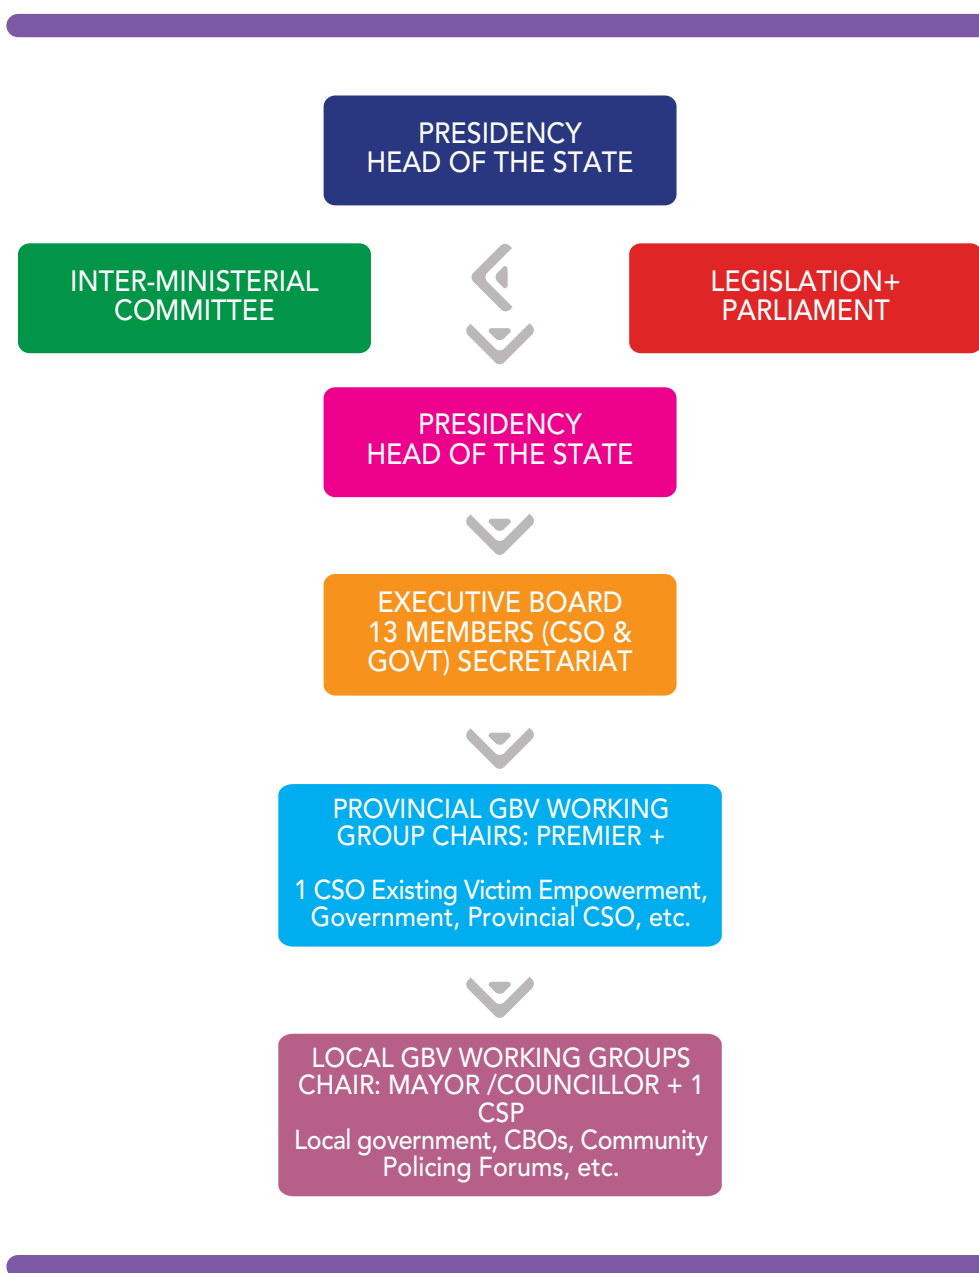 PRESIDENCY
HEAD OF THE STATE
INTER-MINISTERIAL
COMMITTEE
LEGISLATION+
PARLIAMENT
PRESIDENCY
HEAD OF THE STATE
EXECUTIVE BOARD
13 MEMBERS (CSO &
GOVT) SECRETARIAT
PROVINCIAL GBV WORKING
GROUP CHAIRS: PREMIER +
1 CSO Existing Victim Empowerment,
Government, Provincial CSO, etc.
LOCAL GBV WORKING GROUPS
CHAIR: MAYOR /COUNCILLOR + 1
CSP
Local government, CBOs, Community
Policing Forums, etc.